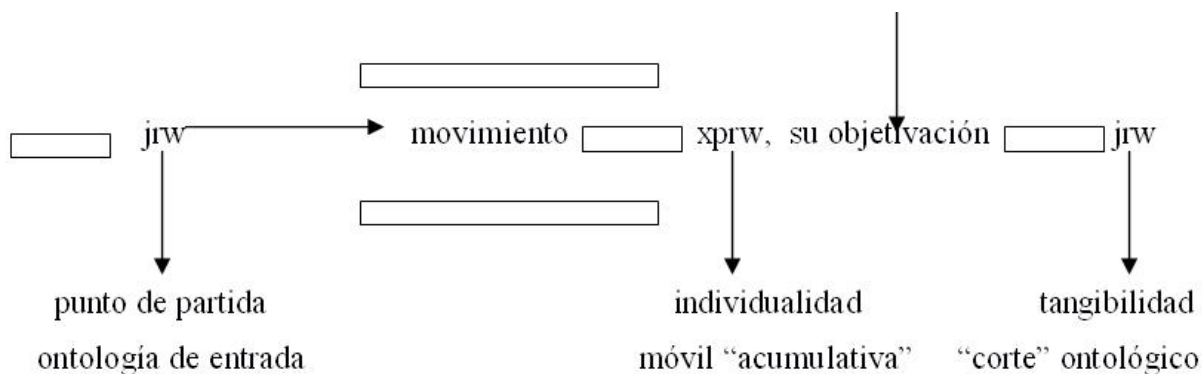 jrw movimiento xprw, su objetivación jrw
punto de partida individualidad tangibilidad
ontología de entrada móvil “acumulativa” “corte” ontológico